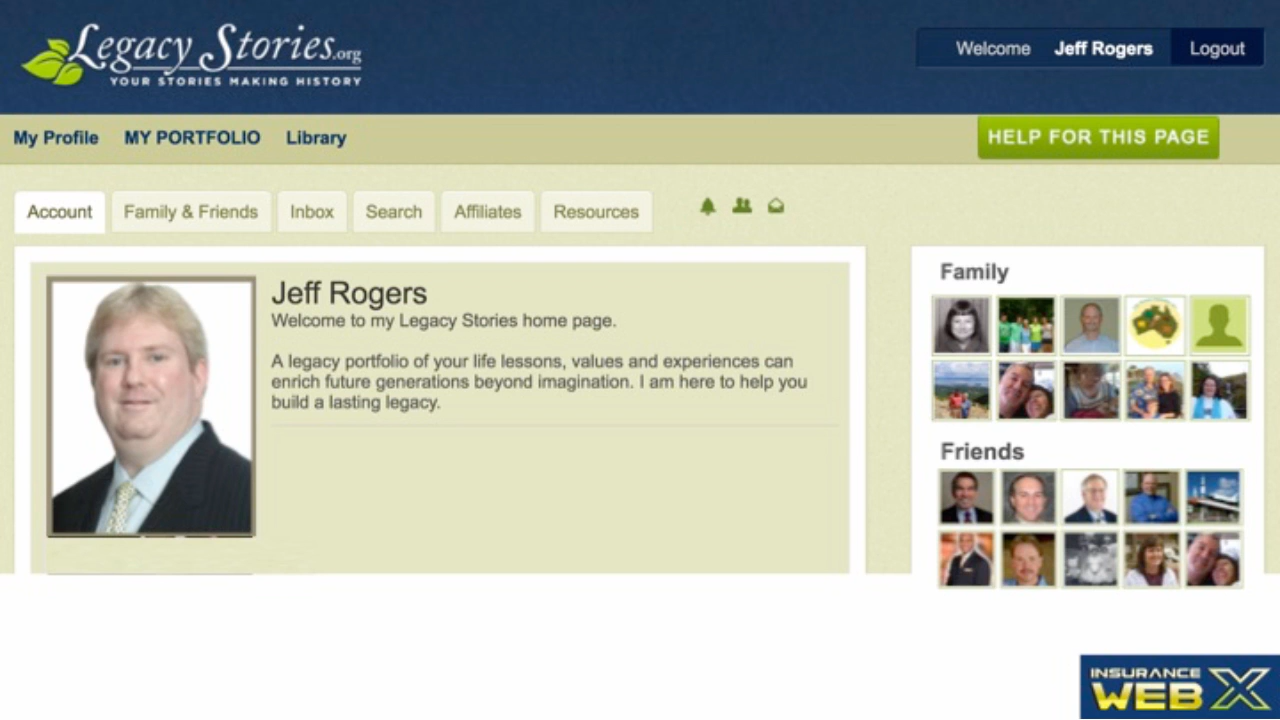 Legacy Stories.org
YOUR STORIES MAKING HISTORY
Welcome Jeff Rogers Logout
My Profile MY PORTFOLIO Library
HELP FOR THIS PAGE
Account Family & Friends Inbox Search Affiliates Resources
Jeff Rogers
Welcome to my Legacy Stories home page.
A legacy portfolio of your life lessons, values and experiences can
enrich future generations beyond imagination. I am here to help you
build a lasting legacy.
Family
Friends
INSURANCE
WEB X